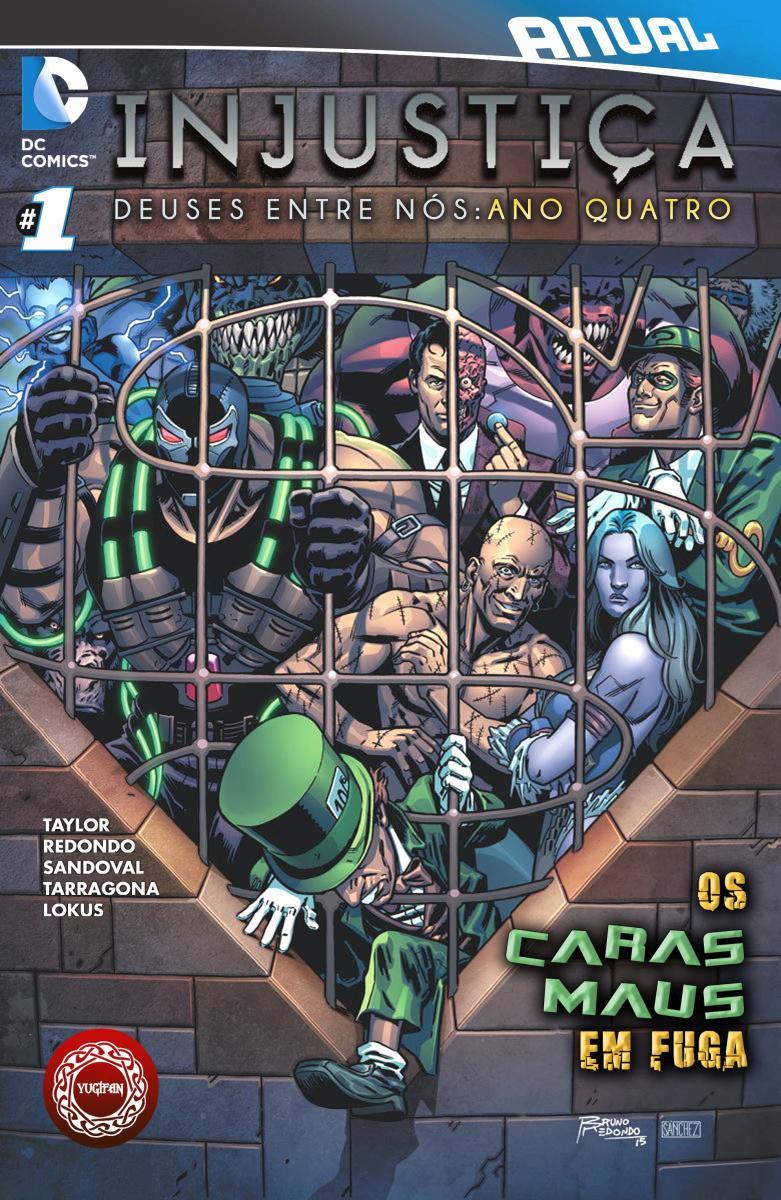 ANUAL
DC
COMICS™
INJUSTIÇA
#1
DEUSES ENTRE NÓS: ANO QUATRO
TAYLOR
REDONDO
SANDOVAL
TARRAGONA
LOKUS
OS
CARAS
MAUS
EM FUGA
YUGIFAN
BRUNO
REDONDO
15
SANCHEZ